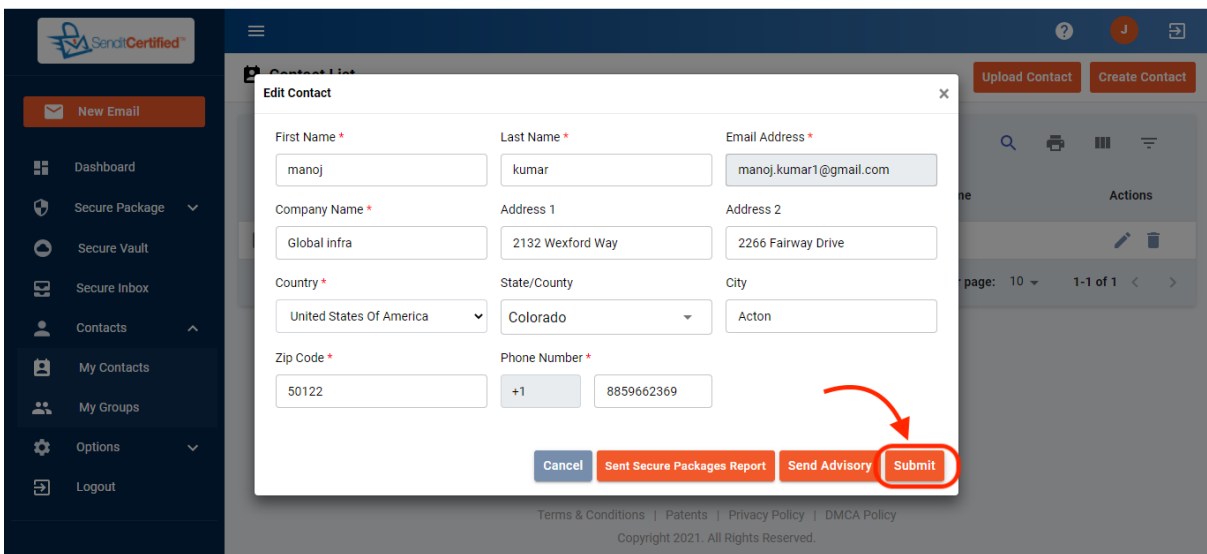 SenditCertified™
J
New Email
Dashboard
Secure Package
Secure Vault
Secure Inbox
Contacts
My Contacts
My Groups
Options
Logout
Contact List
Upload Contact
Create Contact
Edit Contact
×
First Name *
Last Name *
Email Address *
manoj
kumar
manoj.kumar1@gmail.com
Company Name *
Address 1
Address 2
Global infra
2132 Wexford Way
2266 Fairway Drive
Country *
State/County
City
United States Of America
Colorado
Acton
Zip Code *
Phone Number *
50122
+1
8859662369
Cancel
Sent Secure Packages Report
Send Advisory
Submit
Actions
page: 10
1-1 of 1 < >
Terms & Conditions | Patents | Privacy Policy | DMCA Policy
Copyright 2021. All Rights Reserved.